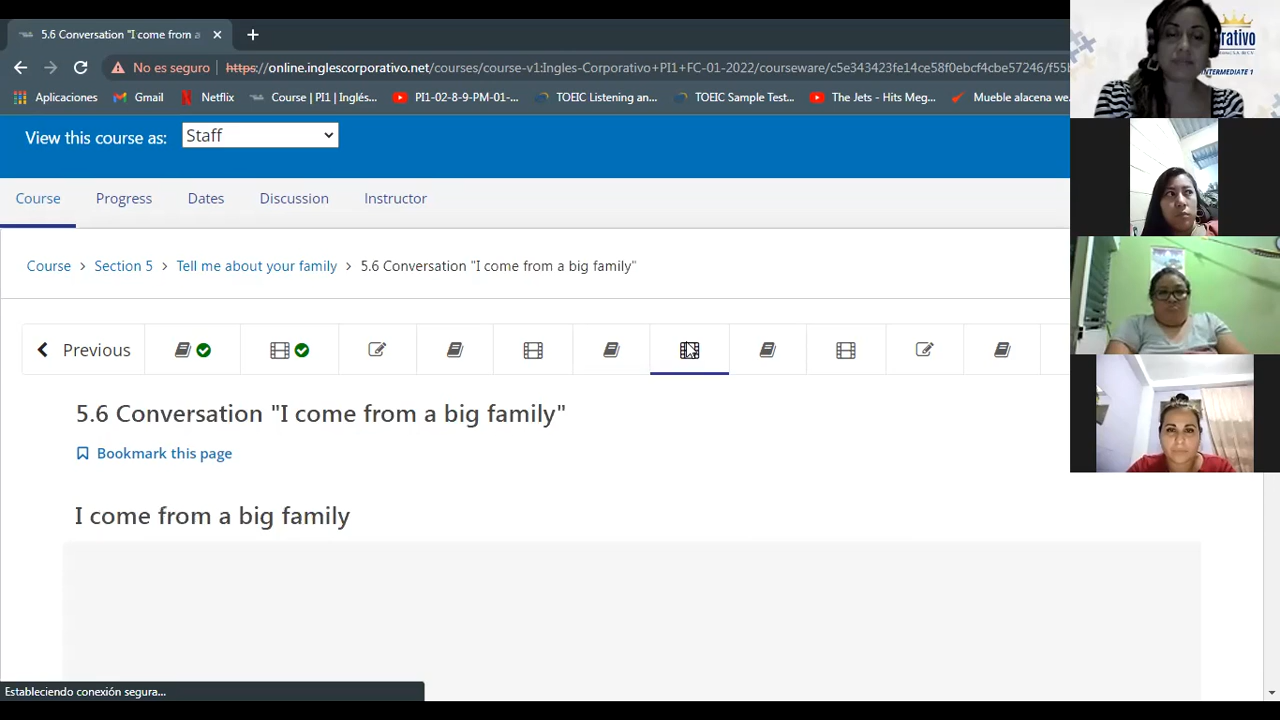 5.6 Conversation "I come from a
No es seguro
https://online.inglescorporativo.net/courses/course-v1:Ingles-Corporativo+PI1+FC-01-2022/courseware/c5e343423fe14ce58f0ebcf4cbe57246/f55b
Aplicaciones
Gmail
Netflix
Course | PI1 | Inglés...
PI1-02-8-9-PM-01-...
TOEIC Listening an...
TOEIC Sample Test...
The Jets - Hits Meg...
Mueble alacena we...
View this course as:
Staff
Course
Progress
Dates
Discussion
Instructor
Course > Section 5 > Tell me about your family > 5.6 Conversation "I come from a big family"
Previous
5.6 Conversation "I come from a big family"
Bookmark this page
I come from a big family
Estableciendo conexión segura...
rativo
INTERMEDIATE 1